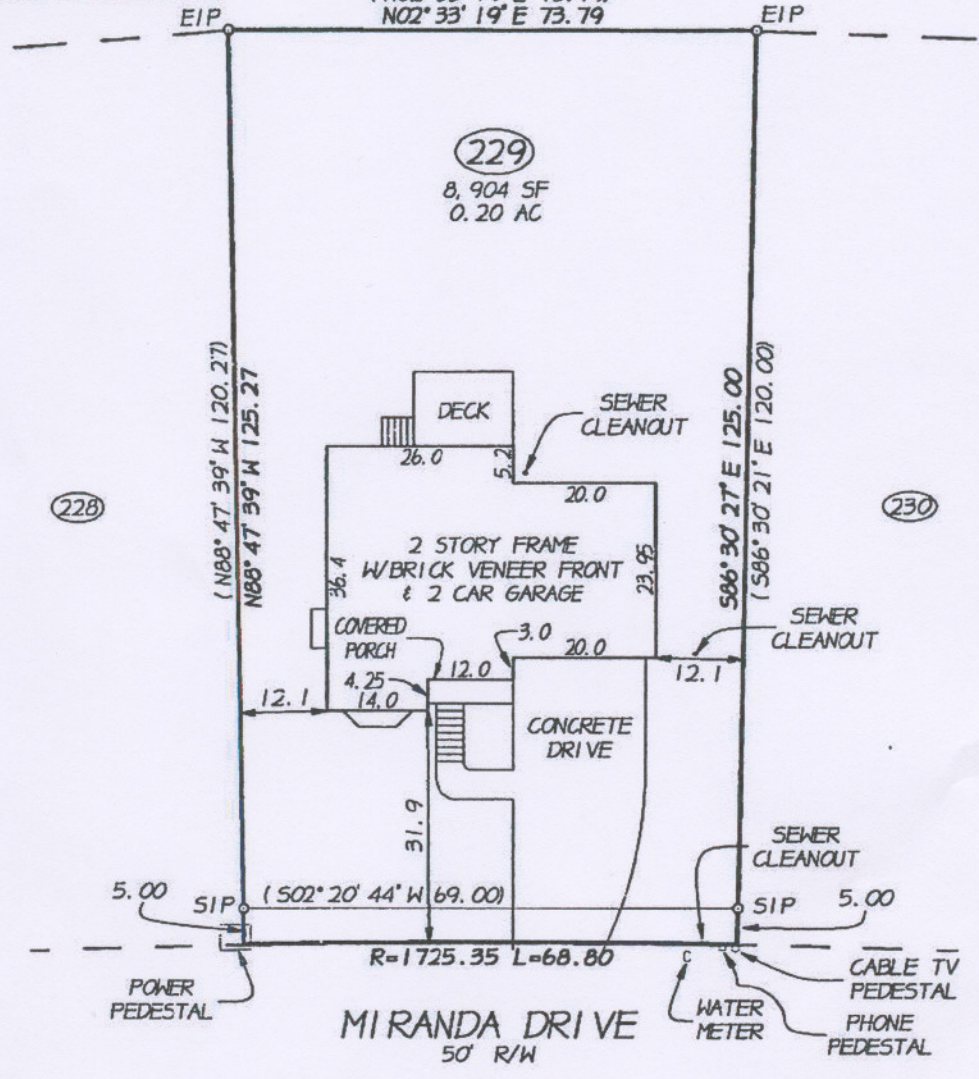 EIP
N02° 33' 19" E 73.79
EIP
229
8,904 SF
0.20 AC
(N88° 47' 39" W 120.27)
N88° 47' 39" W 125.27
S86° 30' 27" E 125.00
(S86° 30' 21" E 120.00)
DECK
SEWER
CLEANOUT
26.0
5.2
20.0
228
230
2 STORY FRAME
W/BRICK VENEER FRONT
& 2 CAR GARAGE
36.4
23.95
COVERED
PORCH
3.0
SEWER
CLEANOUT
12.0
20.0
12.1
4.25
14.0
12.1
CONCRETE
DRIVE
31.9
SEWER
CLEANOUT
5.00
SIP
(S02° 20' 44" W 69.00)
SIP
5.00
R=1725.35 L=68.80
C
POWER
PEDESTAL
CABLE TV
PEDESTAL
WATER
METER
PHONE
PEDESTAL
MIRANDA DRIVE
50' R/W